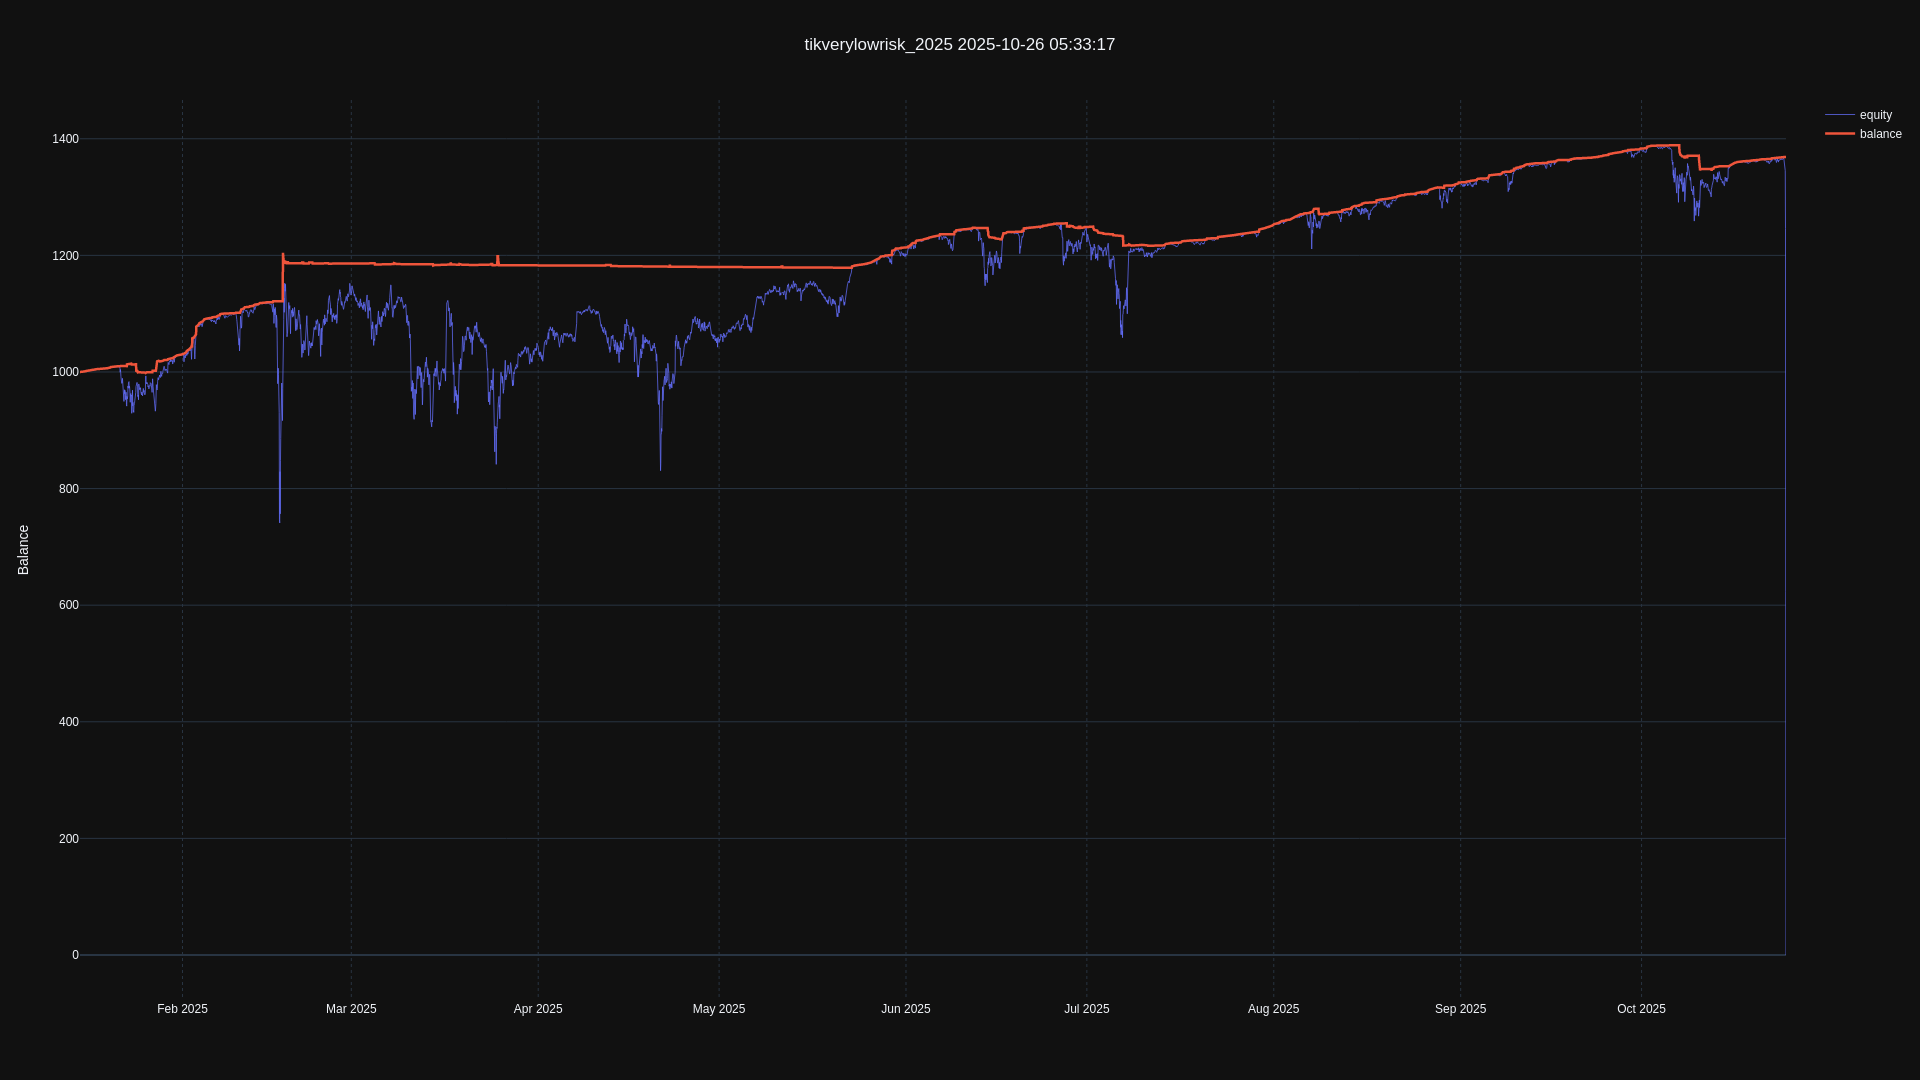 tikverylowrisk_2025 2025-10-26 05:33:17
equity
balance
Balance
1400
1200
1000
800
600
400
200
0
Feb 2025
Mar 2025
Apr 2025
May 2025
Jun 2025
Jul 2025
Aug 2025
Sep 2025
Oct 2025